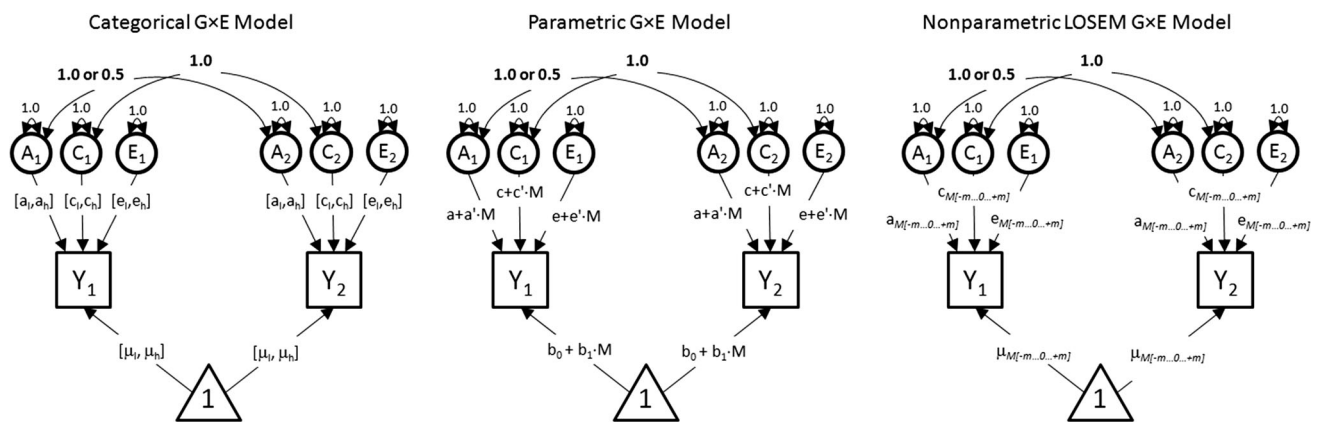 Categorical G×E Model
1.0
1.0 or 0.5
1.0 1.0 1.0 1.0 1.0 1.0
A₁ C₁ E₁ A₂ C₂ E₂
[aₗ,aₕ] [cₗ,cₕ] [eₗ,eₕ] [aₗ,aₕ] [cₗ,cₕ] [eₗ,eₕ]
Y₁ Y₂
[μₗ, μₕ] [μₗ, μₕ]
1
Parametric G×E Model
1.0
1.0 or 0.5
1.0 1.0 1.0 1.0 1.0 1.0
A₁ C₁ E₁ A₂ C₂ E₂
c+c'·M c+c'·M
a+a'·M e+e'·M a+a'·M e+e'·M
Y₁ Y₂
b₀ + b₁·M b₀ + b₁·M
1
Nonparametric LOSEM G×E Model
1.0
1.0 or 0.5
1.0 1.0 1.0 1.0 1.0 1.0
A₁ C₁ E₁ A₂ C₂ E₂
cM[-m...0...+m] cM[-m...0...+m]
aM[-m...0...+m] eM[-m...0...+m] aM[-m...0...+m] eM[-m...0...+m]
Y₁ Y₂
μM[-m...0...+m] μM[-m...0...+m]
1